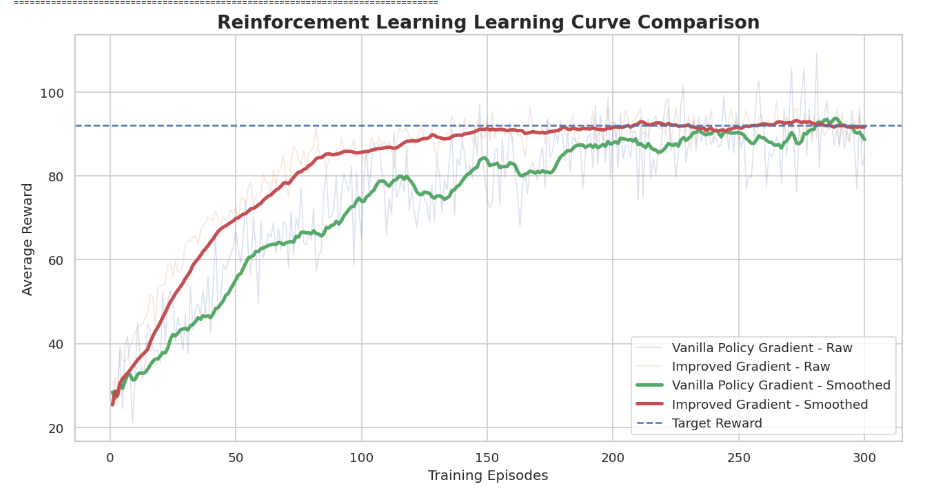 Reinforcement Learning Learning Curve Comparison
Average Reward
100
80
60
40
20
Vanilla Policy Gradient - Raw
Improved Gradient - Raw
Vanilla Policy Gradient - Smoothed
Improved Gradient - Smoothed
Target Reward
0 50 100 150 200 250 300
Training Episodes